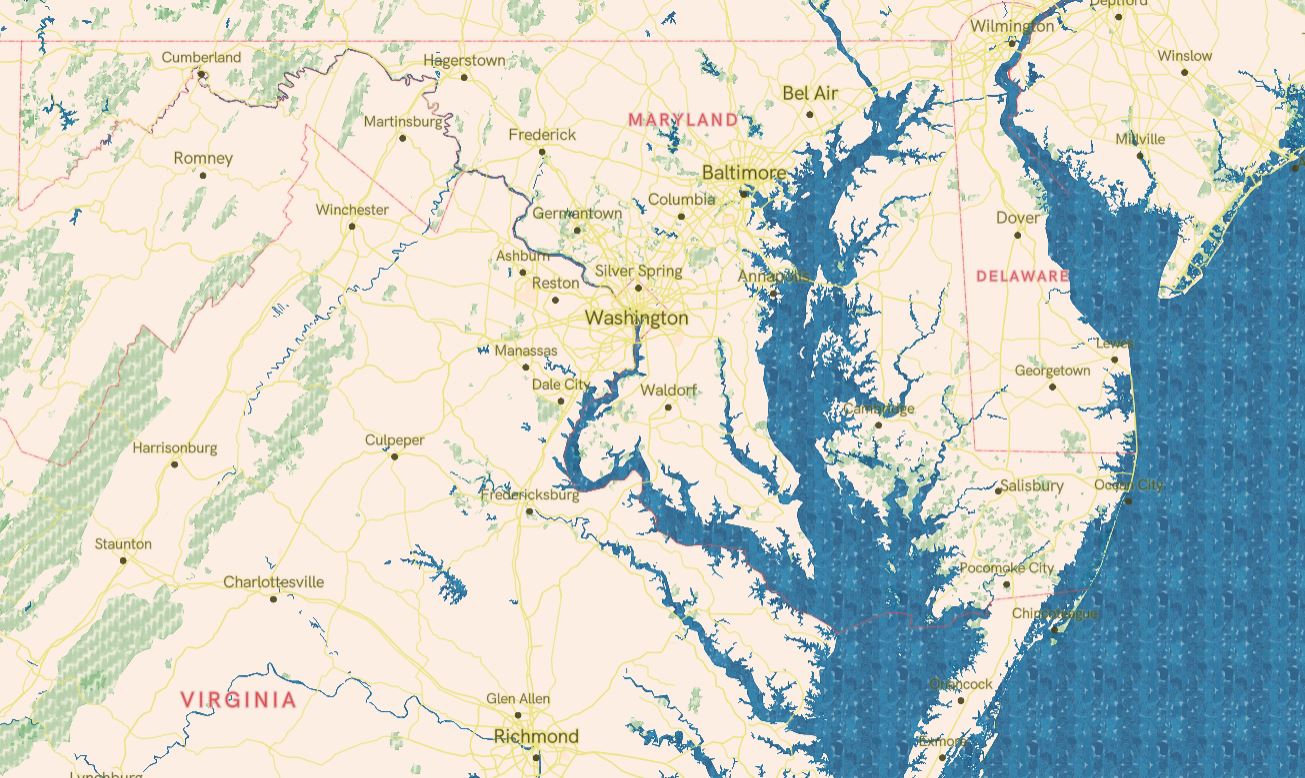 Deptford
Wilmington
Cumberland
Hagerstown
Winslow
Bel Air
MARYLAND
Martinsburg
Frederick
Millville
Romney
Baltimore
Columbia
Winchester
Germantown
Dover
Ashburn
Silver Spring
Annapolis
DELAWARE
Reston
Washington
Lewes
Manassas
Georgetown
Dale City
Waldorf
Cambridge
Culpeper
Harrisonburg
Salisbury
Ocean City
Fredericksburg
Staunton
Pocomoke City
Charlottesville
Chincoteague
Onancock
VIRGINIA
Glen Allen
Richmond
Exmore
Lynchburg